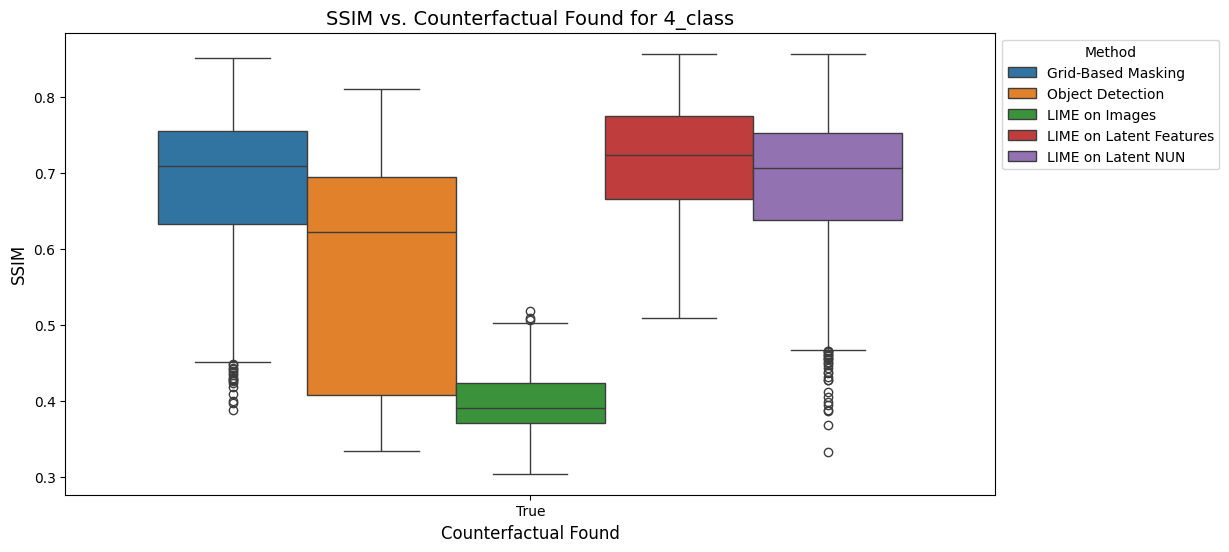 SSIM vs. Counterfactual Found for 4_class
SSIM
0.8
0.7
0.6
0.5
0.4
0.3
True
Counterfactual Found
Method
Grid-Based Masking
Object Detection
LIME on Images
LIME on Latent Features
LIME on Latent NUN